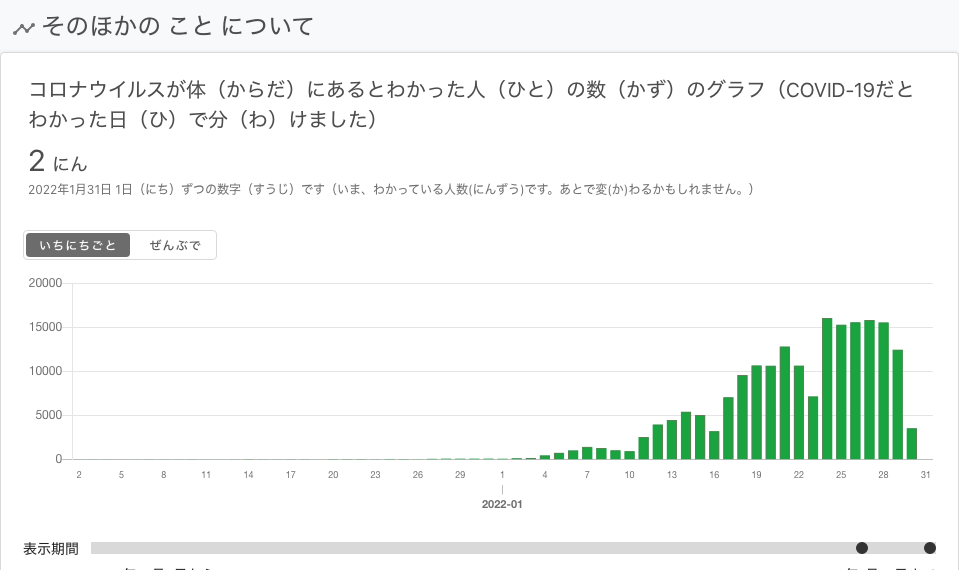 そのほかの こと について
コロナウイルスが体（からだ）にあるとわかった人（ひと）の数（かず）のグラフ（COVID-19だと
わかった日（ひ）で分（わ）けました）
2 にん
2022年1月31日 1日（にち）ずつの数字（すうじ）です（いま、わかっている人数(にんずう)です。あとで変(か)わるかもしれません。）
いちにちごと ぜんぶで
20000
15000
10000
5000
0
2 5 8 11 14 17 20 23 26 29 1 4 7 10 13 16 19 22 25 28 31
2022-01
表示期間